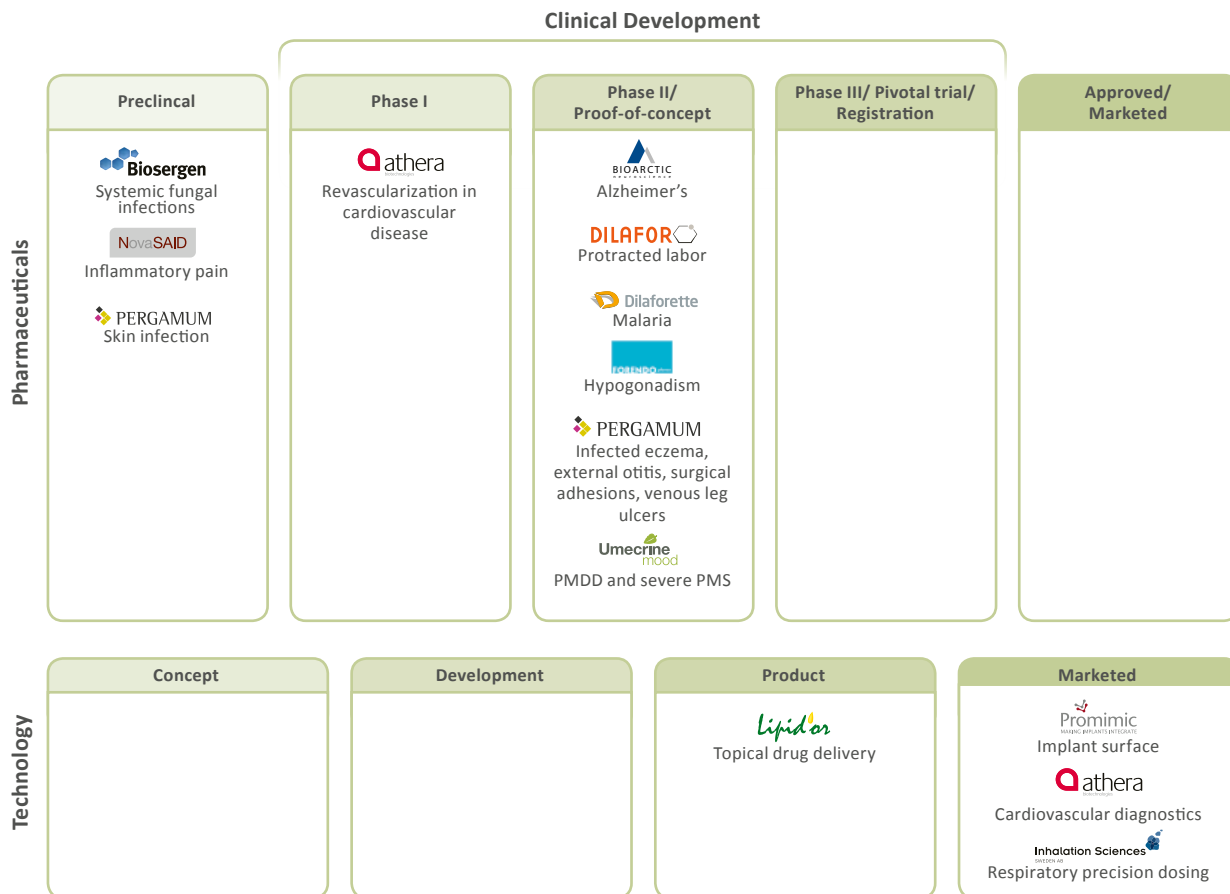 Clinical Development
Preclincal
Phase I
Phase II/
Proof-of-concept
Phase III/ Pivotal trial/
Registration
Approved/
Marketed
Pharmaceuticals
Biosergen
Systemic fungal
infections
NovaSAID
Inflammatory pain
PERGAMUM
Skin infection
athera
biotechnologies
Revascularization in
cardiovascular
disease
BIOARCTIC
neuroscience
Alzheimer's
DILAFOR
Protracted labor
Dilaforette
Malaria
FORENDO pharma
Hypogonadism
PERGAMUM
Infected eczema,
external otitis, surgical
adhesions, venous leg
ulcers
Umecrine
mood
PMDD and severe PMS
Technology
Concept
Development
Product
Marketed
Lipid'or
Topical drug delivery
Promimic
MAKING IMPLANTS INTEGRATE
Implant surface
athera
biotechnologies
Cardiovascular diagnostics
Inhalation Sciences
SWEDEN AB
Respiratory precision dosing